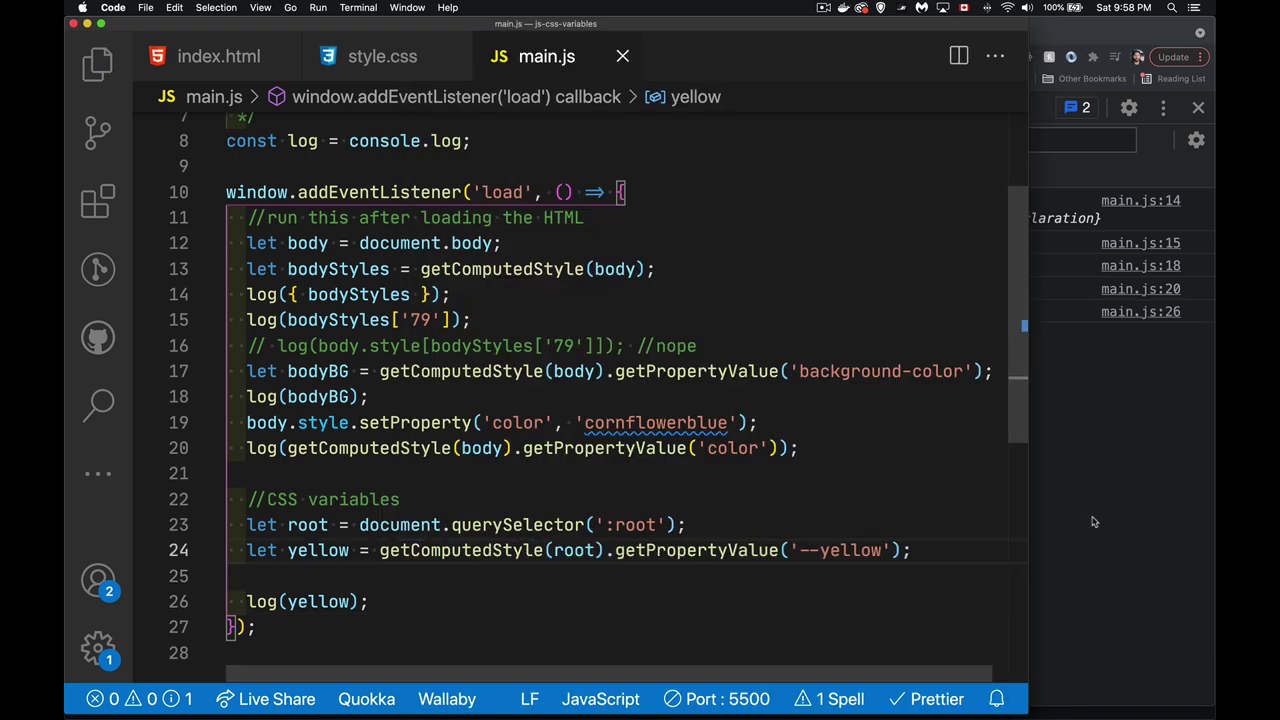 Code File Edit Selection View Go Run Terminal Window Help 100% Sat 9:58 PM
main.js — js-css-variables
index.html style.css JS main.js
Update
Other Bookmarks Reading List
JS main.js > window.addEventListener('load') callback > yellow
2
7 */
8 const log = console.log;
9
10 window.addEventListener('load', () => {
11 //run this after loading the HTML
12 let body = document.body;
13 let bodyStyles = getComputedStyle(body);
14 log({ bodyStyles });
15 log(bodyStyles['79']);
16 // log(body.style[bodyStyles['79']]); //nope
17 let bodyBG = getComputedStyle(body).getPropertyValue('background-color');
18 log(bodyBG);
19 body.style.setProperty('color', 'cornflowerblue');
20 log(getComputedStyle(body).getPropertyValue('color'));
21
22 //CSS variables
23 let root = document.querySelector(':root');
24 let yellow = getComputedStyle(root).getPropertyValue('--yellow');
25
26 log(yellow);
27 });
28
main.js:14
laration}
main.js:15
main.js:18
main.js:20
main.js:26
2
1
0 0 1 Live Share Quokka Wallaby LF JavaScript Port : 5500 1 Spell Prettier